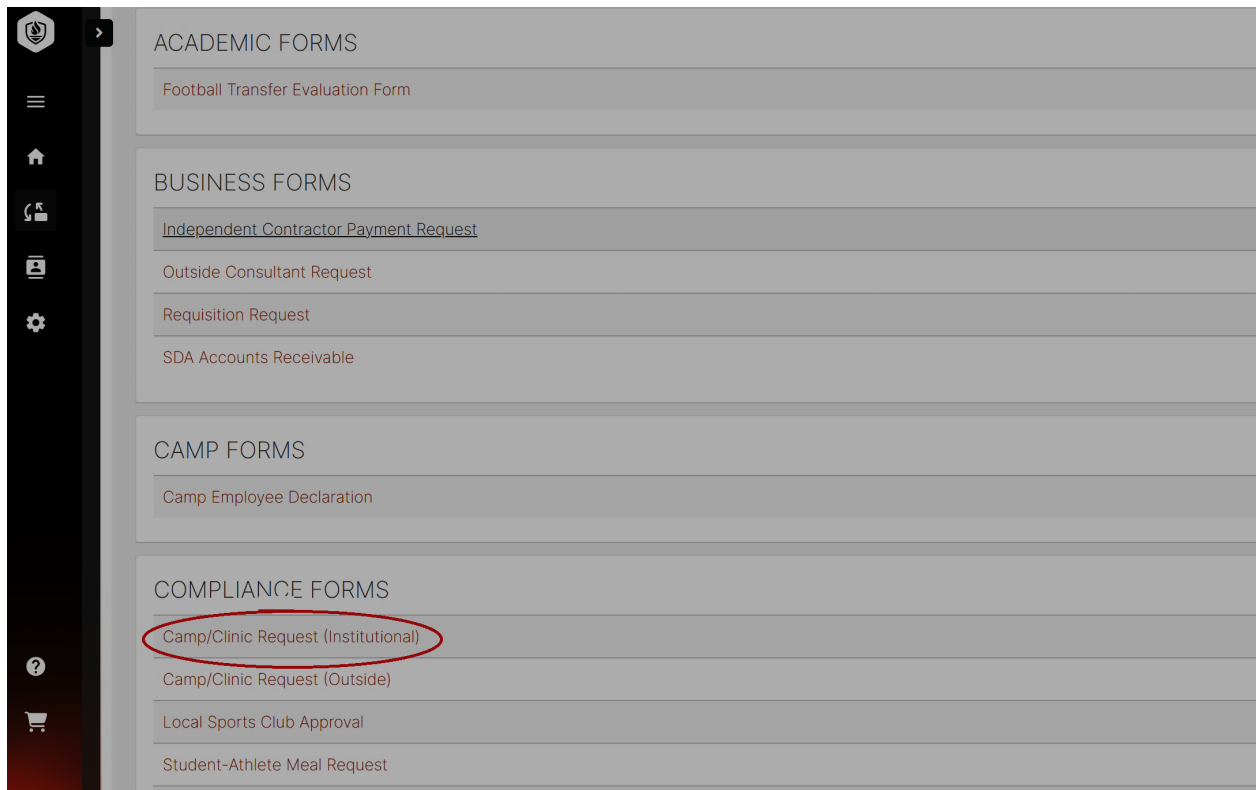 ACADEMIC FORMS
Football Transfer Evaluation Form
BUSINESS FORMS
Independent Contractor Payment Request
Outside Consultant Request
Requisition Request
SDA Accounts Receivable
CAMP FORMS
Camp Employee Declaration
COMPLIANCE FORMS
Camp/Clinic Request (Institutional)
Camp/Clinic Request (Outside)
Local Sports Club Approval
Student-Athlete Meal Request